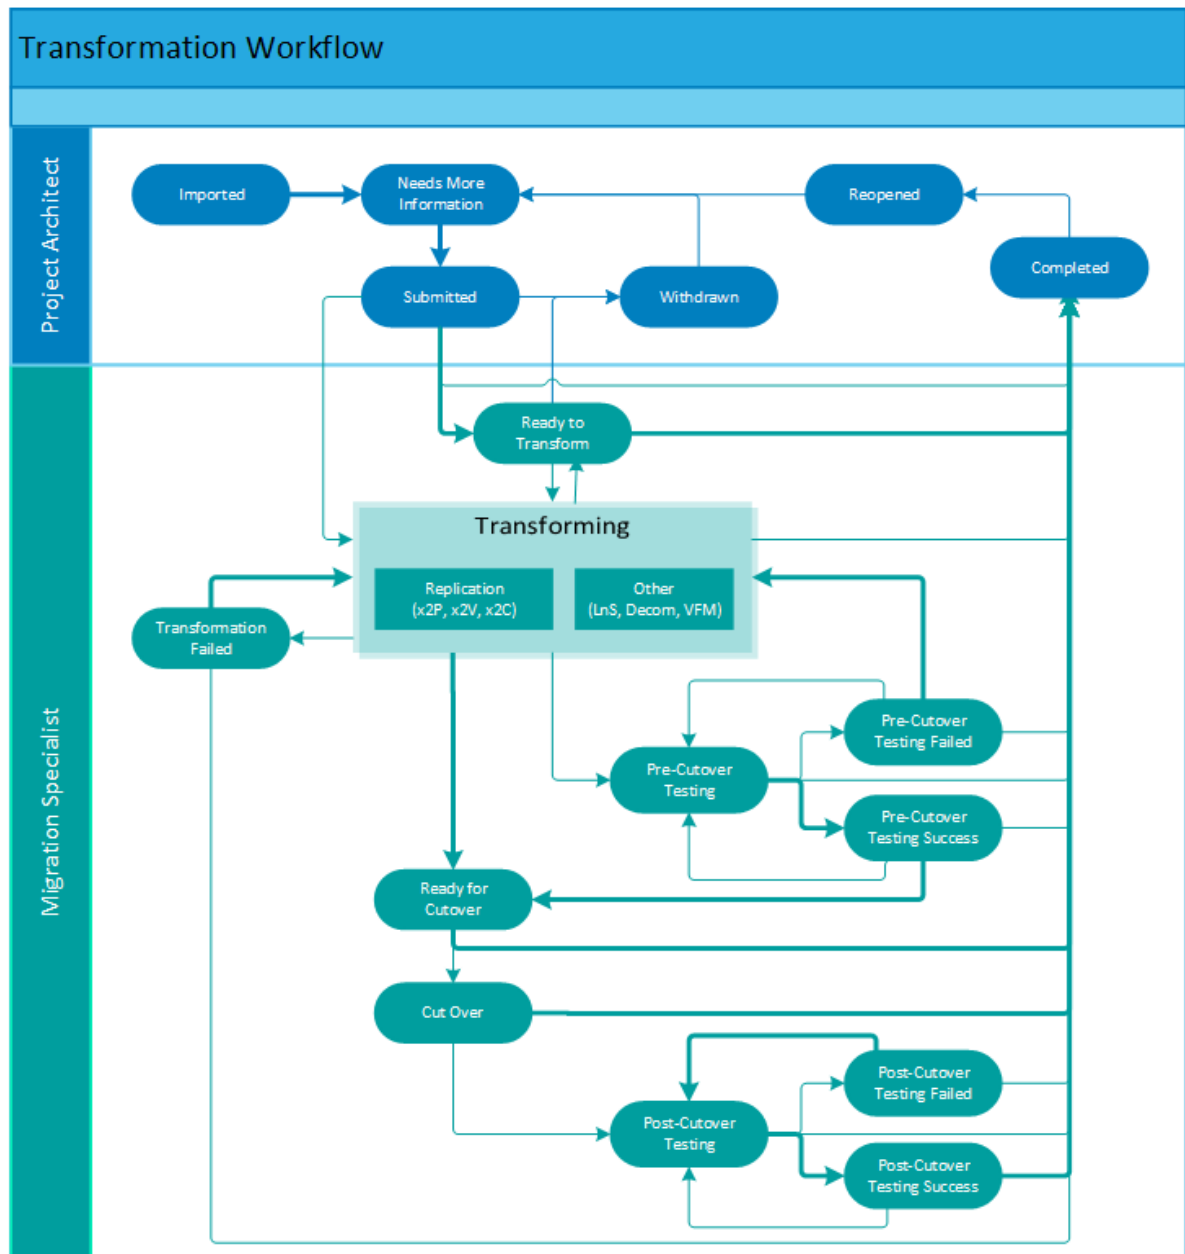 Transformation Workflow
Project Architect
Imported
Needs More
Information
Reopened
Completed
Submitted
Withdrawn
Migration Specialist
Ready to
Transform
Transforming
Replication
(x2P, x2V, x2C)
Other
(LnS, Decom, VFM)
Transformation
Failed
Pre-Cutover
Testing Failed
Pre-Cutover
Testing
Pre-Cutover
Testing Success
Ready for
Cutover
Cut Over
Post-Cutover
Testing Failed
Post-Cutover
Testing
Post-Cutover
Testing Success